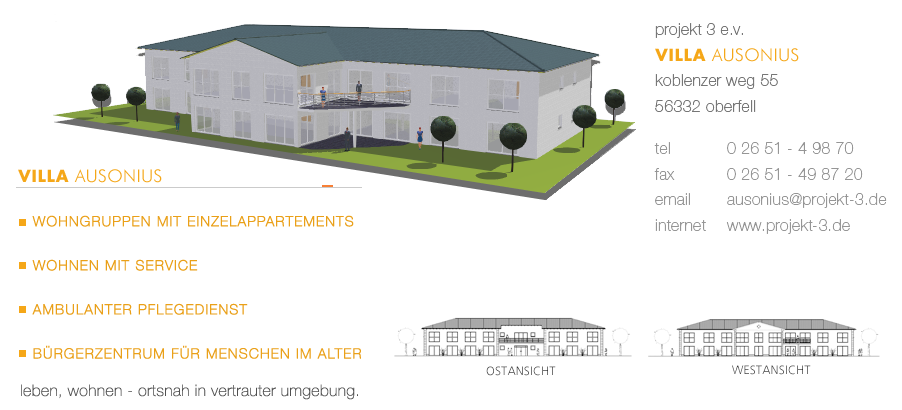 projekt 3 e.v.
VILLA AUSONIUS
koblenzer weg 55
56332 oberfell
tel 0 26 51 - 4 98 70
fax 0 26 51 - 49 87 20
email ausonius@projekt-3.de
internet www.projekt-3.de
VILLA AUSONIUS
WOHNGRUPPEN MIT EINZELAPPARTEMENTS
WOHNEN MIT SERVICE
AMBULANTER PFLEGEDIENST
BÜRGERZENTRUM FÜR MENSCHEN IM ALTER
leben, wohnen - ortsnah in vertrauter umgebung.
OSTANSICHT
WESTANSICHT